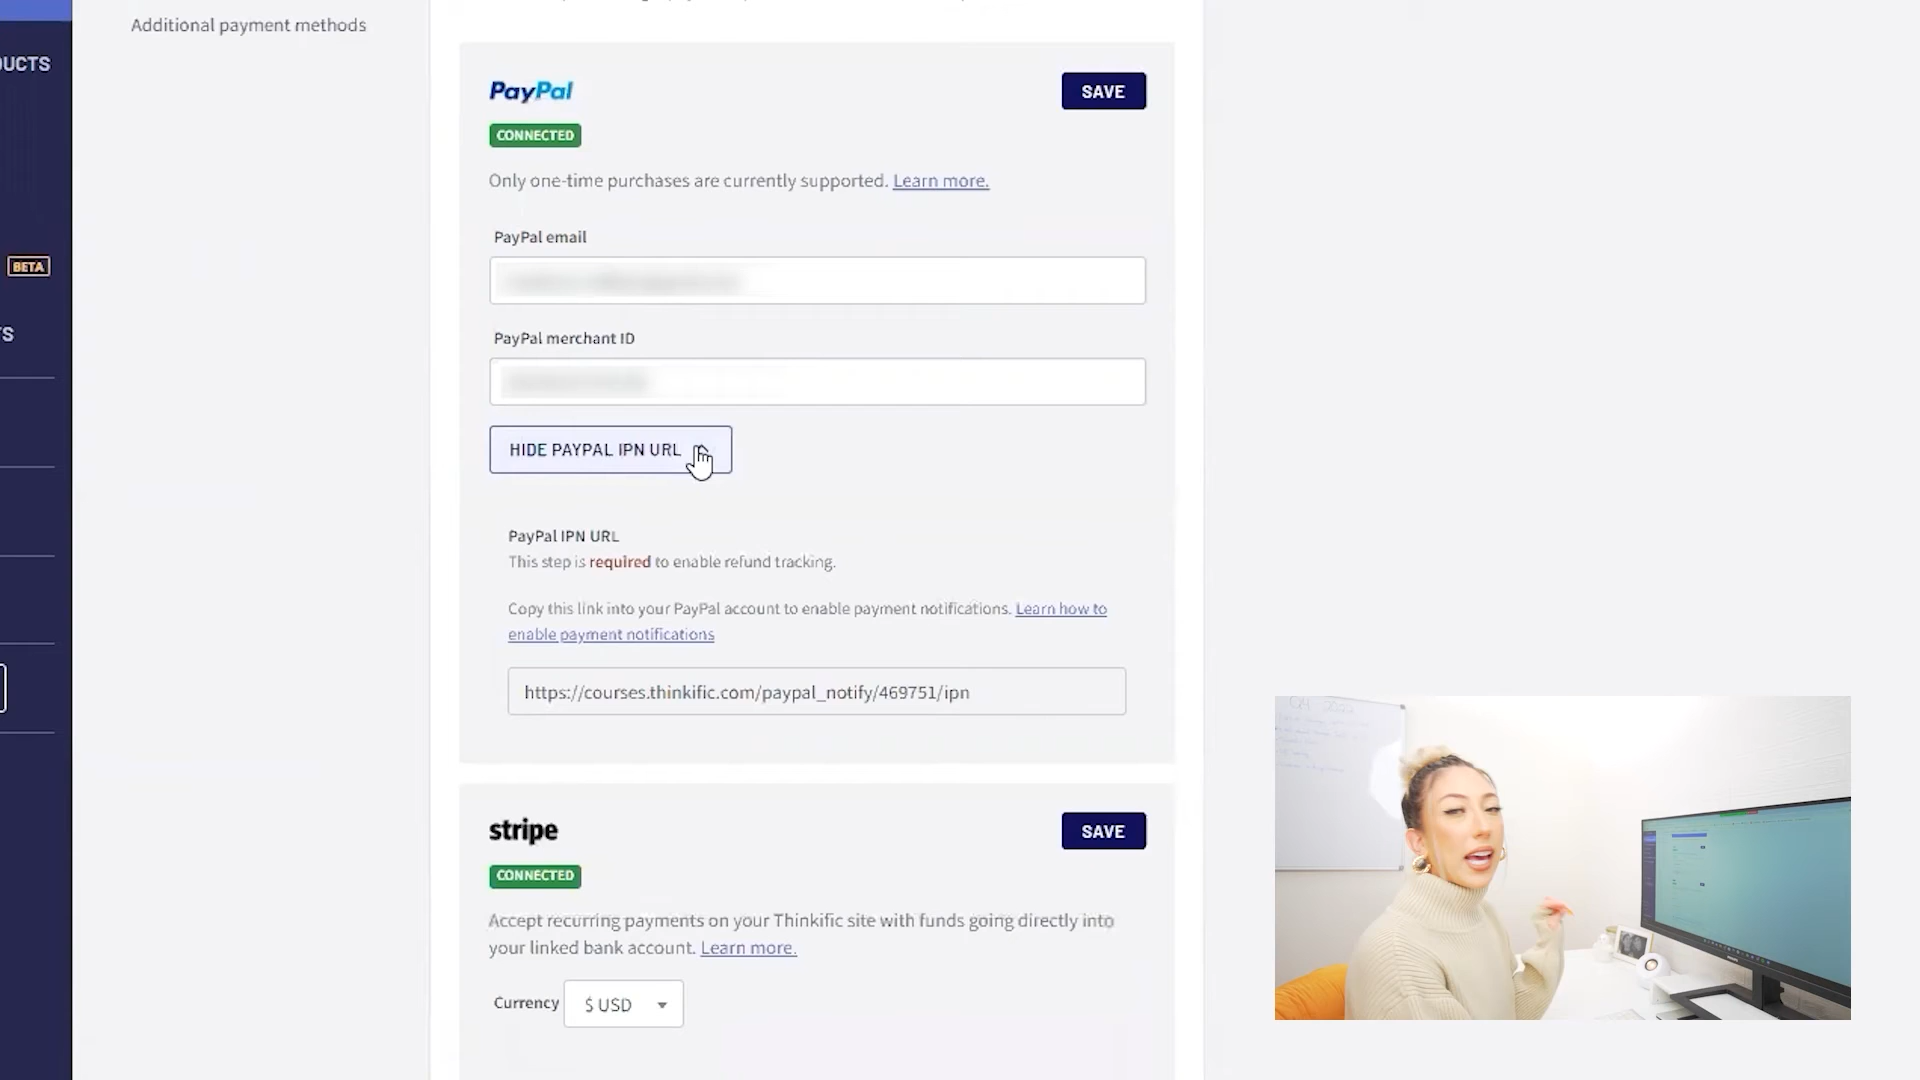 Additional payment methods
DUCTS
PayPal
SAVE
CONNECTED
Only one-time purchases are currently supported. Learn more.
BETA
PayPal email
TS
PayPal merchant ID
HIDE PAYPAL IPN URL
PayPal IPN URL
This step is required to enable refund tracking.
Copy this link into your PayPal account to enable payment notifications. Learn how to
enable payment notifications
https://courses.thinkific.com/paypal_notify/469751/ipn
Q4 2022
stripe
SAVE
CONNECTED
Accept recurring payments on your Thinkific site with funds going directly into
your linked bank account. Learn more.
Currency
$ USD